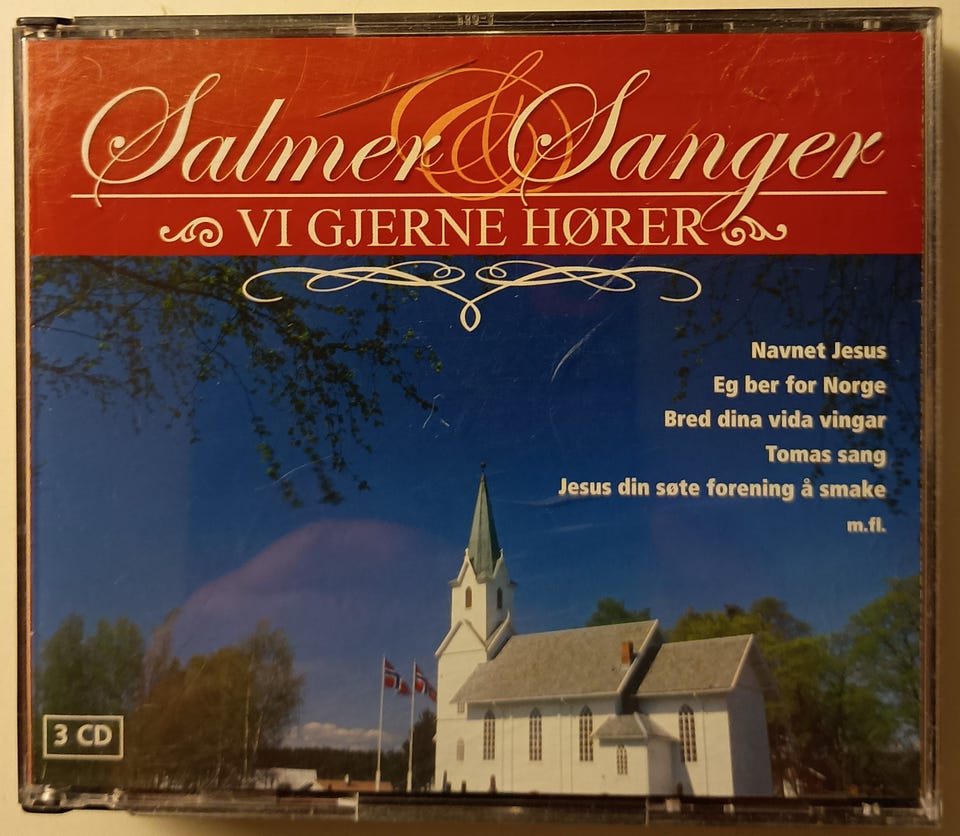 Salmer & Sanger
VI GJERNE HØRER
Navnet Jesus
Eg ber for Norge
Bred dina vida vingar
Tomas sang
Jesus din søte forening å smake
m.fl.
3 CD